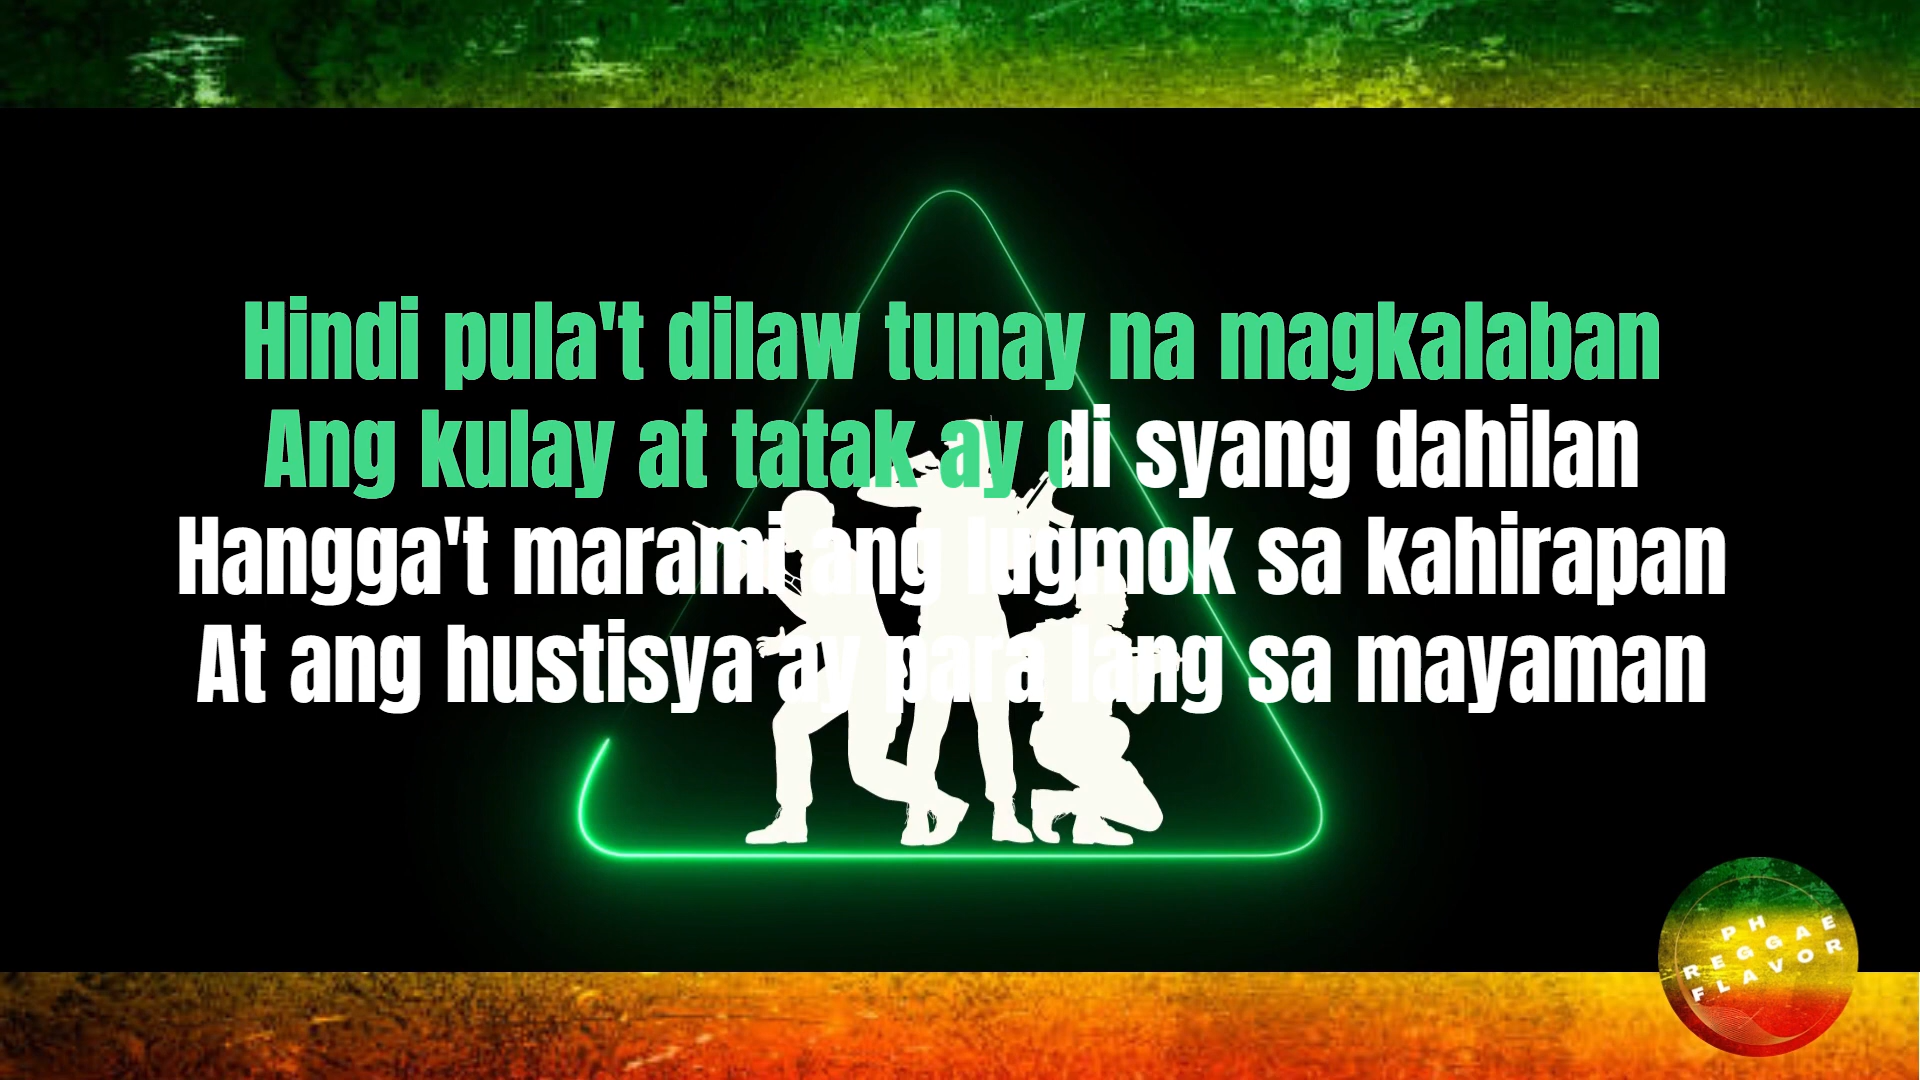 Hindi pula't dilaw tunay na magkalaban
Ang kulay at tatak ay di syang dahilan
Hangga't marami ang lugmok sa kahirapan
At ang hustisya ay para lang sa mayaman
PH
REGGAE
FLAVOR